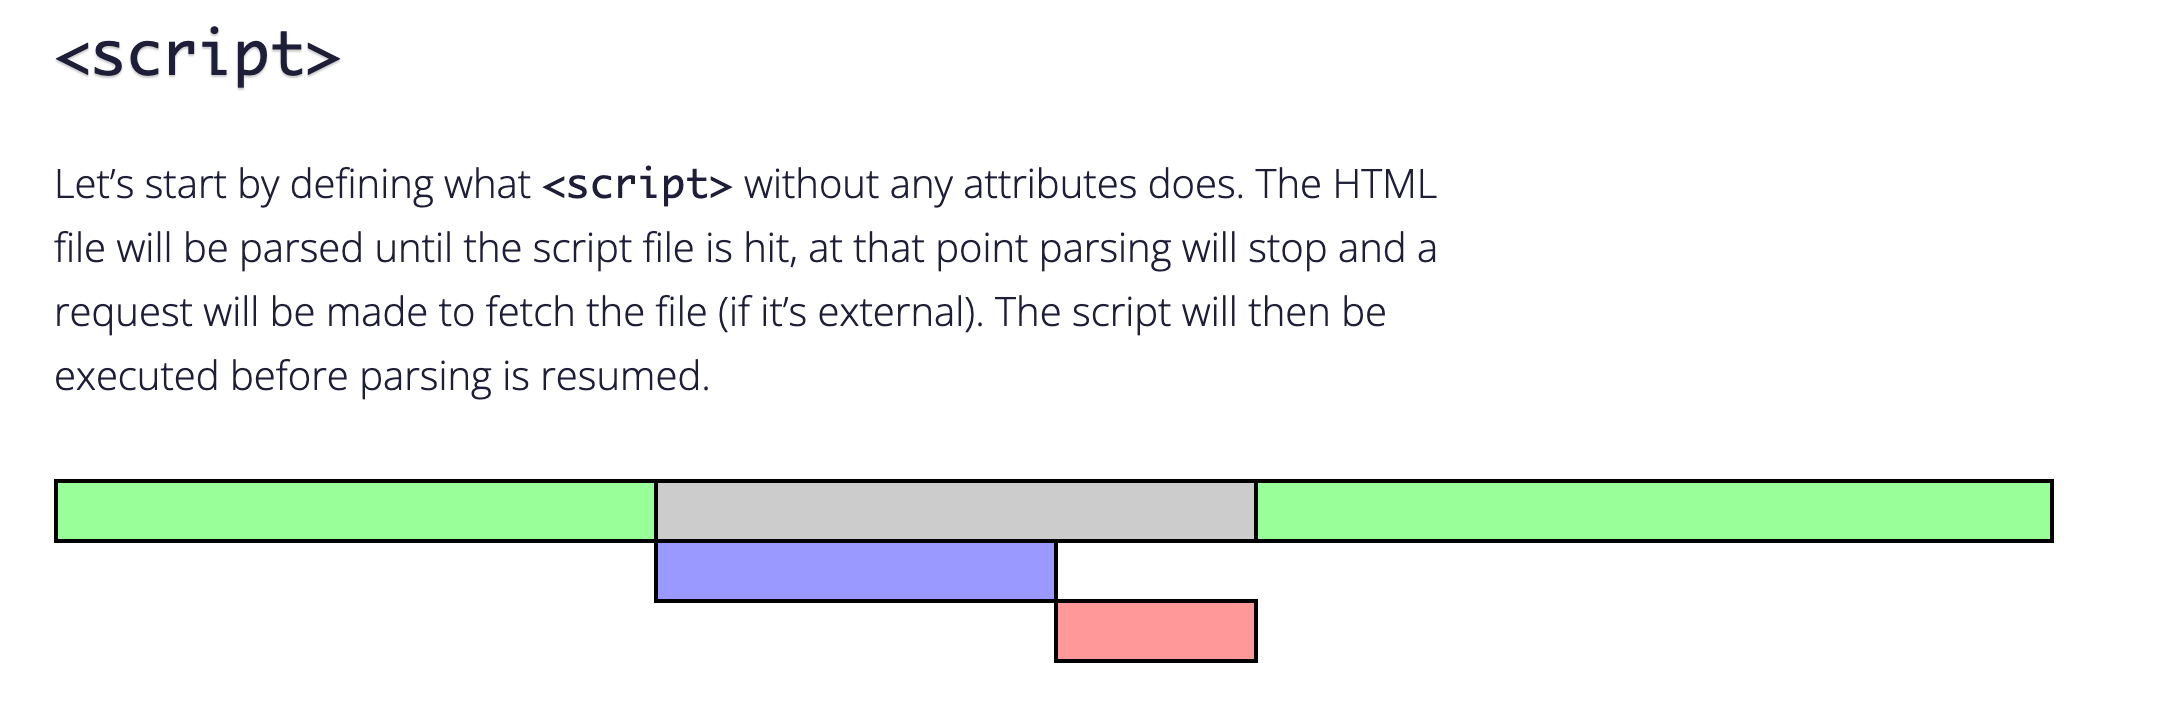 <script>
Let’s start by defining what <script> without any attributes does. The HTML
file will be parsed until the script file is hit, at that point parsing will stop and a
request will be made to fetch the file (if it’s external). The script will then be
executed before parsing is resumed.